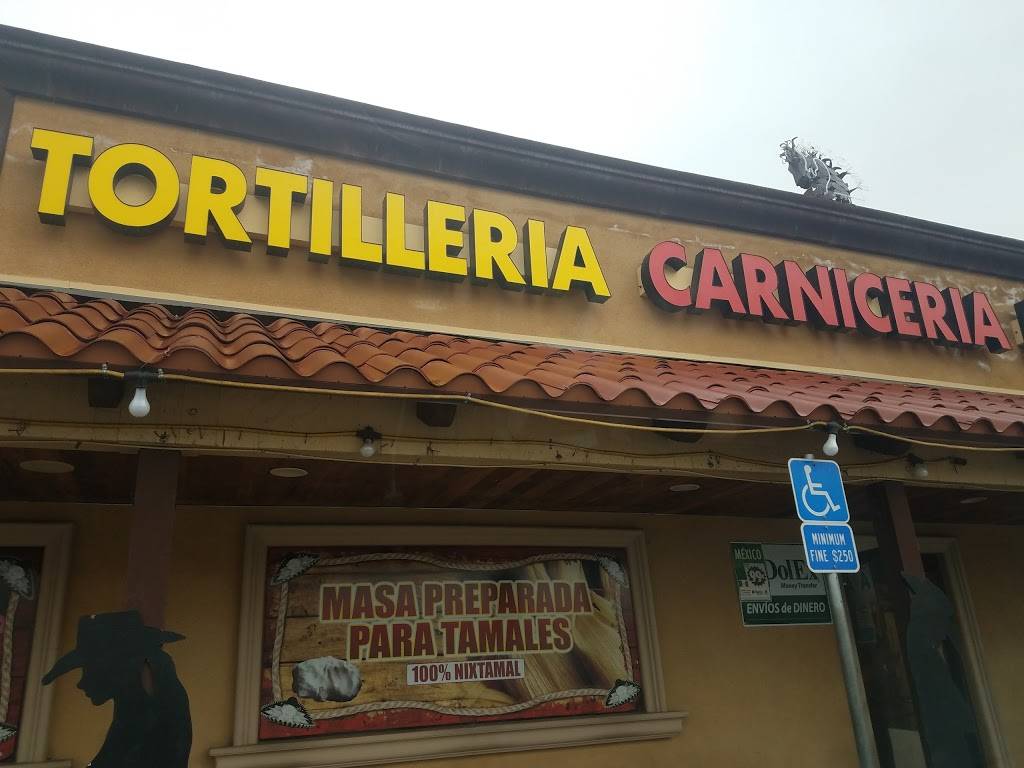 TORTILLERIA CARNICERIA
MASA PREPARADA
PARA TAMALES
100% NIXTAMAL
MÉXICO
DolEx
Money Transfer
ENVÍOS de DINERO
MINIMUM
FINE $250